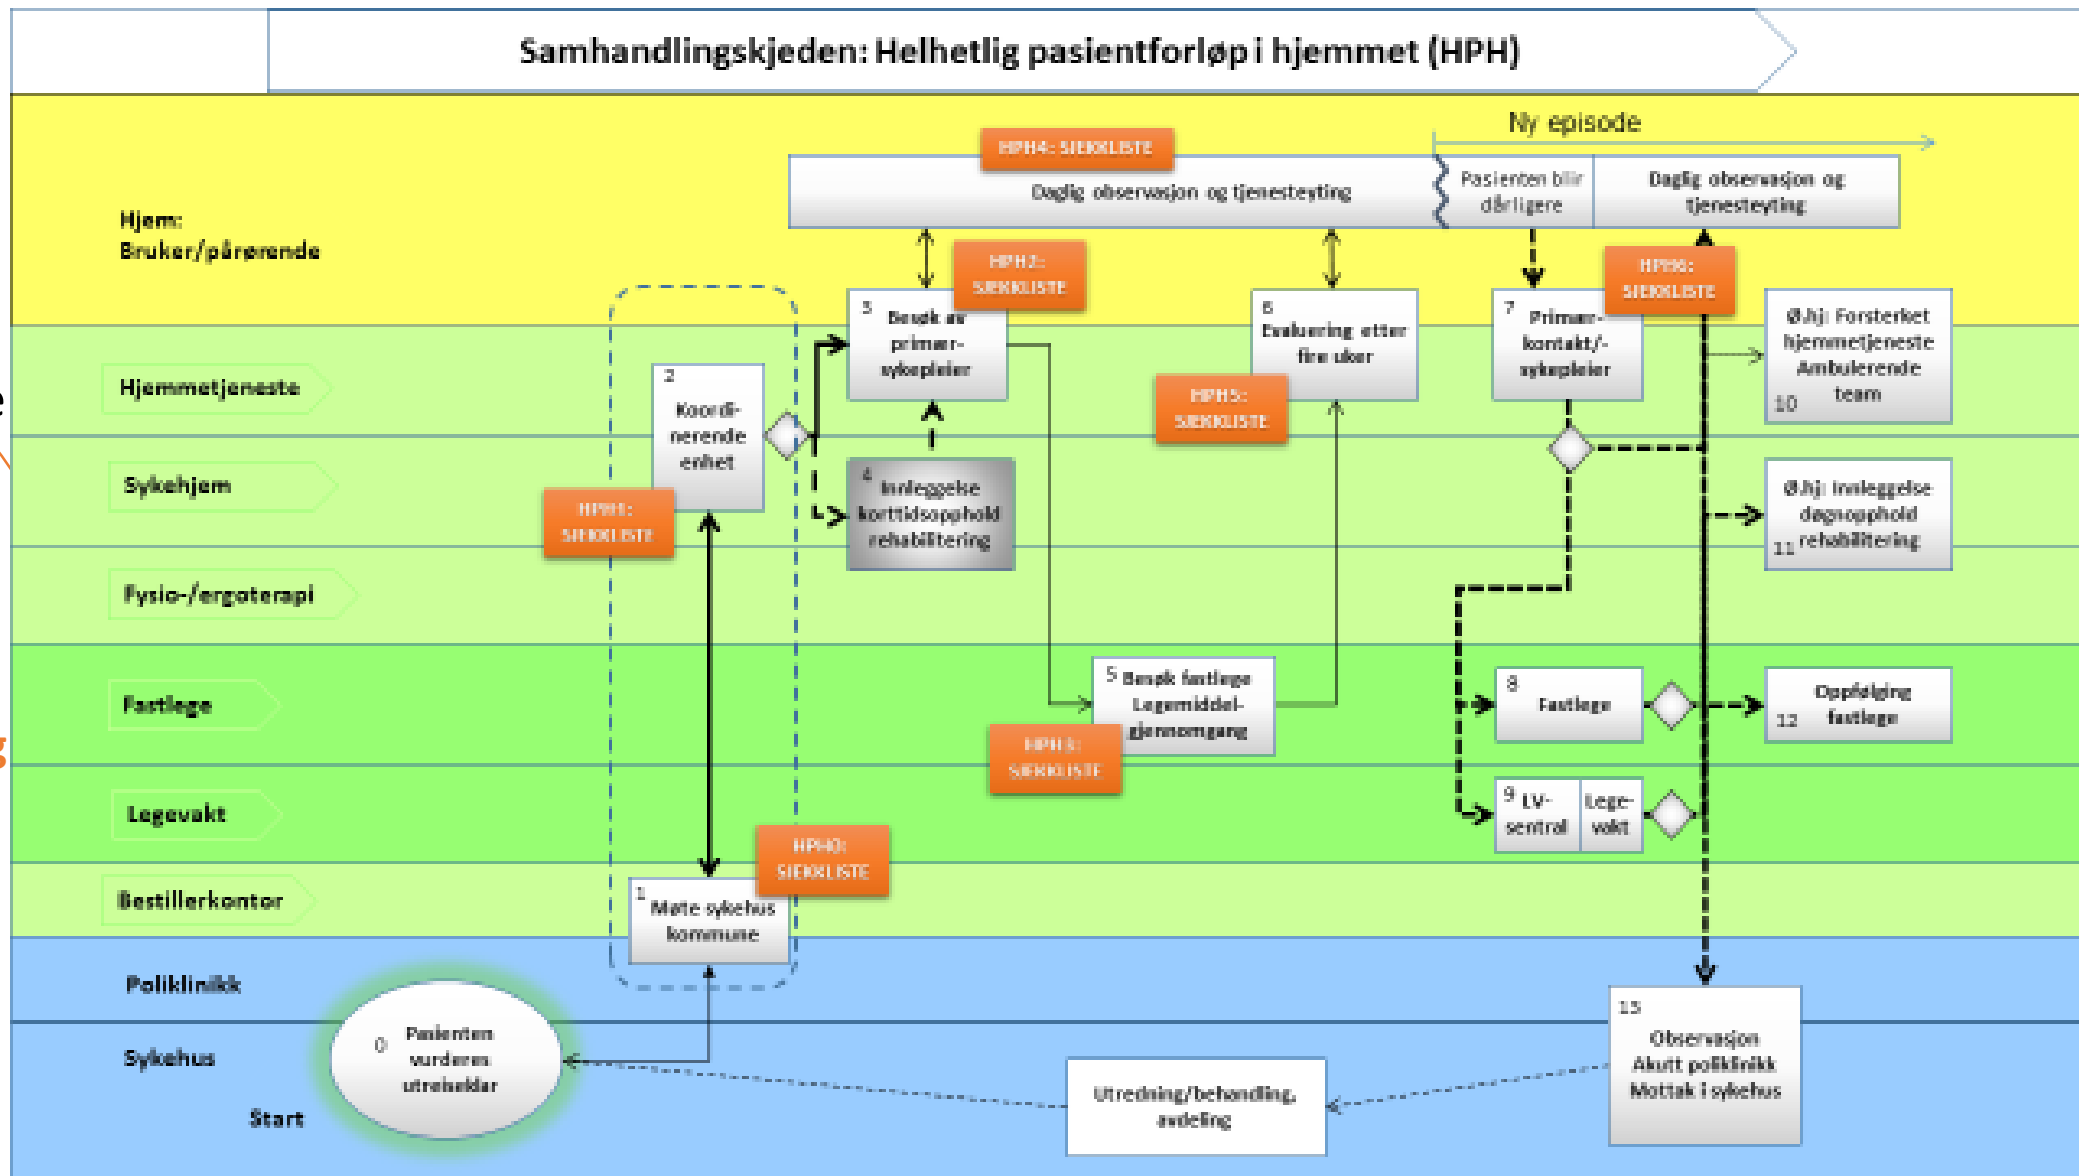 Samhandlingskjeden: Helhetlig pasientforløp i hjemmet (HPH)
Ny episode
HPH4: SJEKKLISTE
Daglig observasjon og tjenesteyting
Pasienten blir
dårligere
Daglig observasjon og
tjenesteyting
Hjem:
Bruker/pårørende
HPH2:
SJEKKLISTE
HPH6:
SJEKKLISTE
3
Besøk av
primær-
sykepleier
6
Evaluering etter
fire uker
7
Primær-
kontakt/-
sykepleier
Ø.hj: Forsterket
hjemmetjeneste
Ambulerende
team
10
Hjemmetjeneste
e
2
Koordi-
nerende
enhet
HPH5:
SJEKKLISTE
Sykehjem
HPH1:
SJEKKLISTE
4
Innleggelse
korttidsopphold
rehabilitering
Ø.hj: Innleggelse
døgnopphold
rehabilitering
11
Fysio-/ergoterapi
Fastlege
5
Besøk fastlege
Legemiddel-
gjennomgang
HPH3:
SJEKKLISTE
8
Fastlege
Oppfølging
fastlege
12
g
Legevakt
9
LV-
sentral
Lege-
vakt
HPH0:
SJEKKLISTE
Bestillerkontor
1
Møte sykehus
kommune
Poliklinikk
Sykehus
0
Pasienten
vurderes
utreiseklar
Start
Utredning/behandling,
avdeling
13
Observasjon
Akutt poliklinikk
Mottak i sykehus